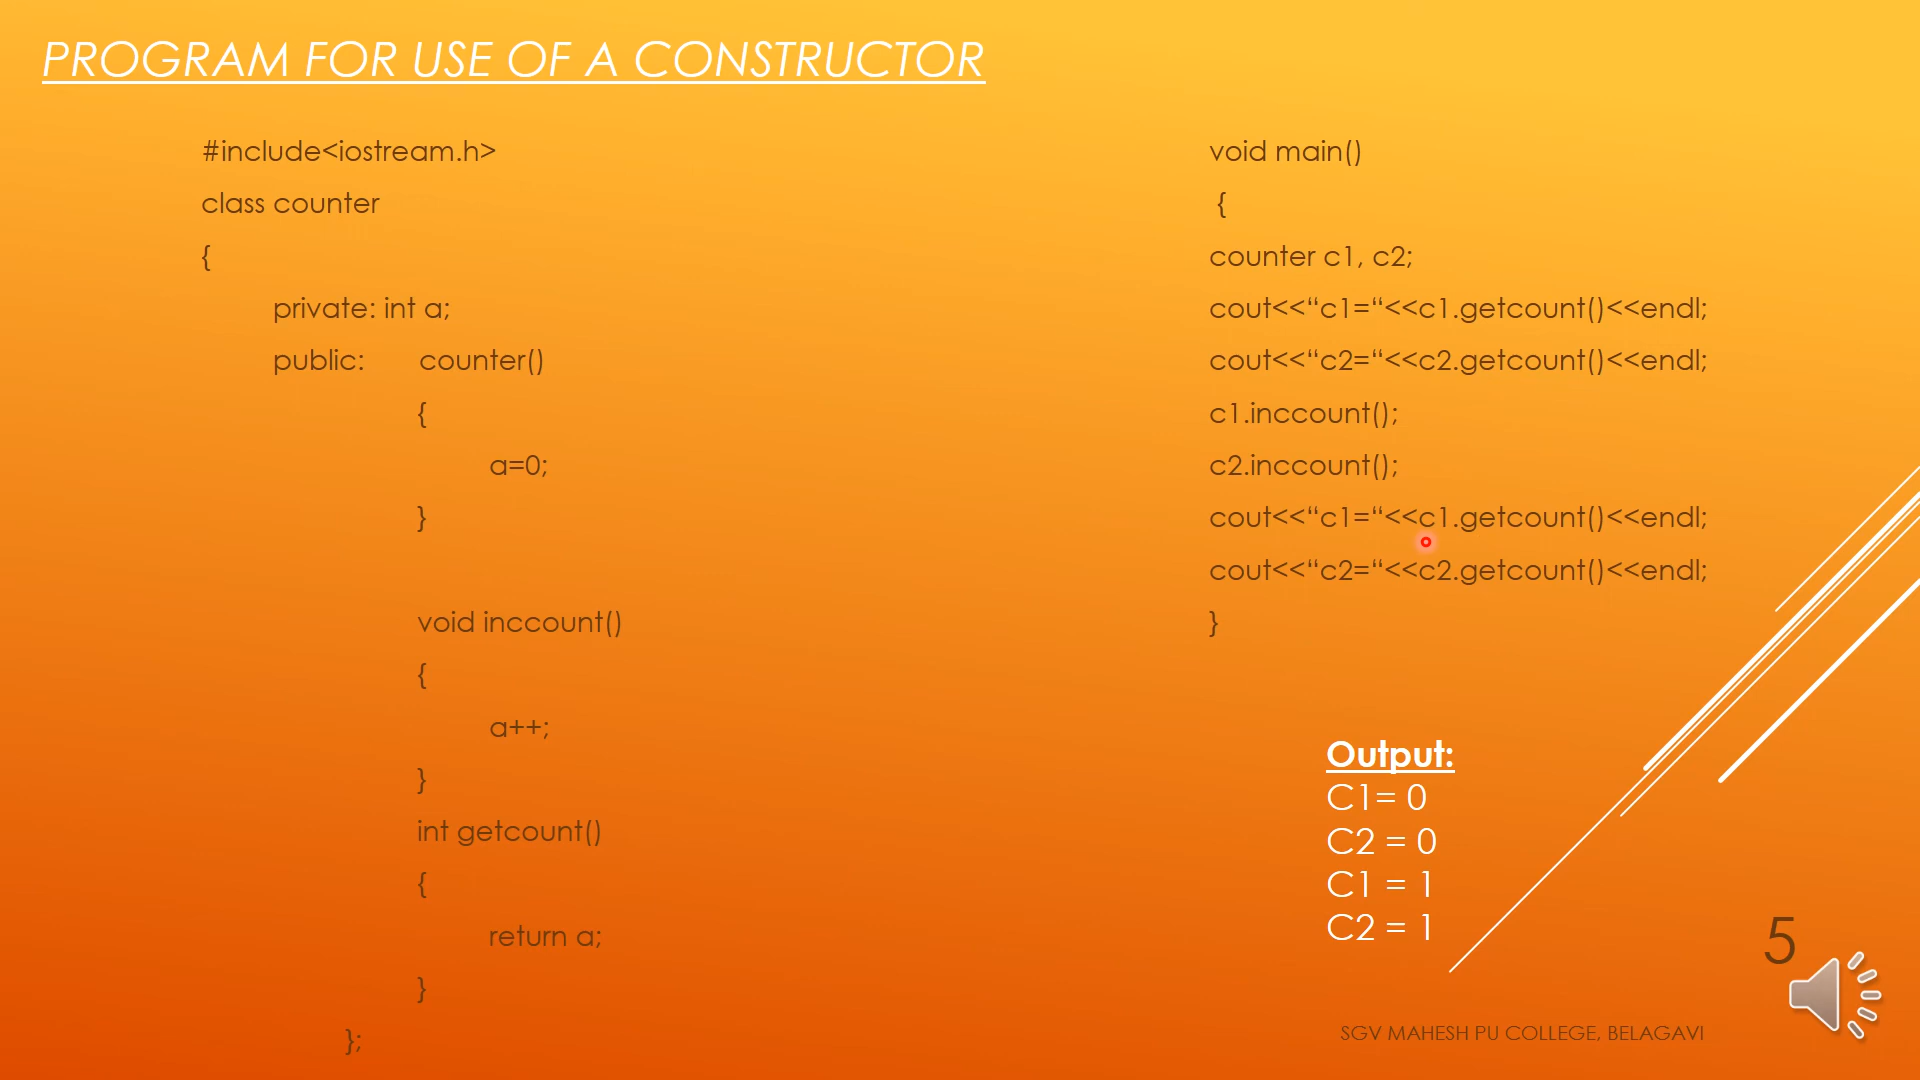 PROGRAM FOR USE OF A CONSTRUCTOR
#include<iostream.h>
class counter
{
private: int a;
public: counter()
{
a=0;
}
void inccount()
{
a++;
}
int getcount()
{
return a;
}
};
void main()
{
counter c1, c2;
cout<<“c1=“<<c1.getcount()<<endl;
cout<<“c2=“<<c2.getcount()<<endl;
c1.inccount();
c2.inccount();
cout<<“c1=“<<c1.getcount()<<endl;
cout<<“c2=“<<c2.getcount()<<endl;
}
Output:
C1= 0
C2 = 0
C1 = 1
C2 = 1
5
SGV MAHESH PU COLLEGE, BELAGAVI